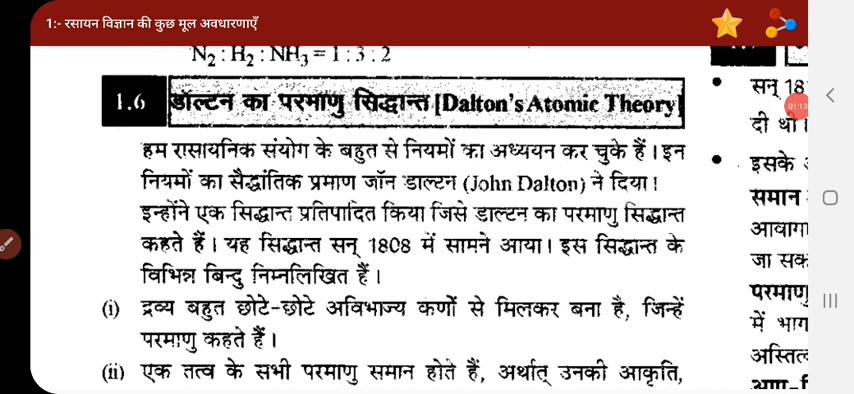 1:- रसायन विज्ञान की कुछ मूल अवधारणाएँ
N₂ : H₂ : NH₃ = 1 : 3 : 2
1.6 डॉल्टन का परमाणु सिद्धान्त [Dalton's Atomic Theory]
हम रासायनिक संयोग के बहुत से नियमों का अध्ययन कर चुके हैं। इन
नियमों का सैद्धांतिक प्रमाण जॉन डाल्टन (John Dalton) ने दिया।
इन्होंने एक सिद्धान्त प्रतिपादित किया जिसे डाल्टन का परमाणु सिद्धान्त
कहते हैं। यह सिद्धान्त सन् 1808 में सामने आया। इस सिद्धान्त के
विभिन्न बिन्दु निम्नलिखित हैं।
(i) द्रव्य बहुत छोटे-छोटे अविभाज्य कणों से मिलकर बना है, जिन्हें
परमाणु कहते हैं।
(ii) एक तत्व के सभी परमाणु समान होते हैं, अर्थात् उनकी आकृति,
• सन् 18
दी थी।
• इसके
समान
आवागा
जा सक
परमाणु
में भाग
अस्तित्व
01:13